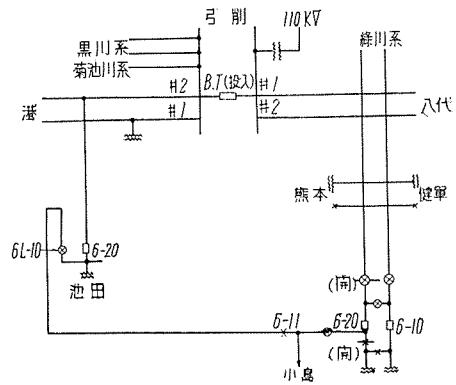 引削
110KV
緑川系
黒川系
菊池川系
#2
B.T(投入)
#1
港
#1
#2
八代
熊本
健軍
6L-10
6-20
(開)
池田
6-11
6-20
6-10
小島
(開)